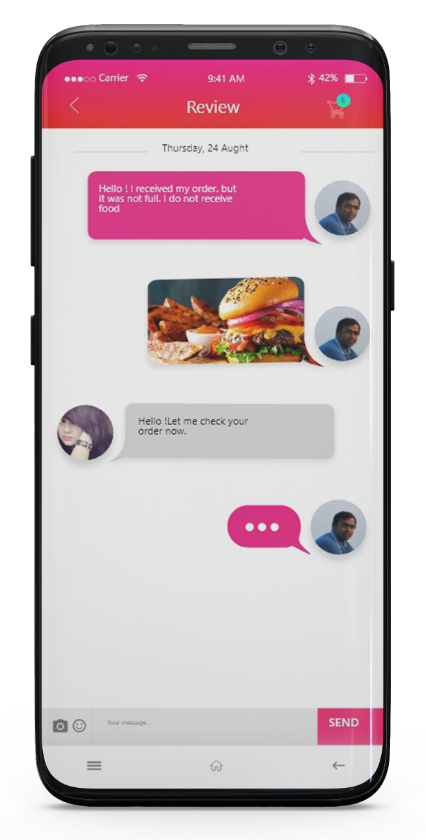 Carrier 9:41 AM 42%
Review
5
Thursday, 24 Aught
Hello ! I received my order. but
it was not full. I do not receive
food
Hello !Let me check your
order now.
Your message...
SEND